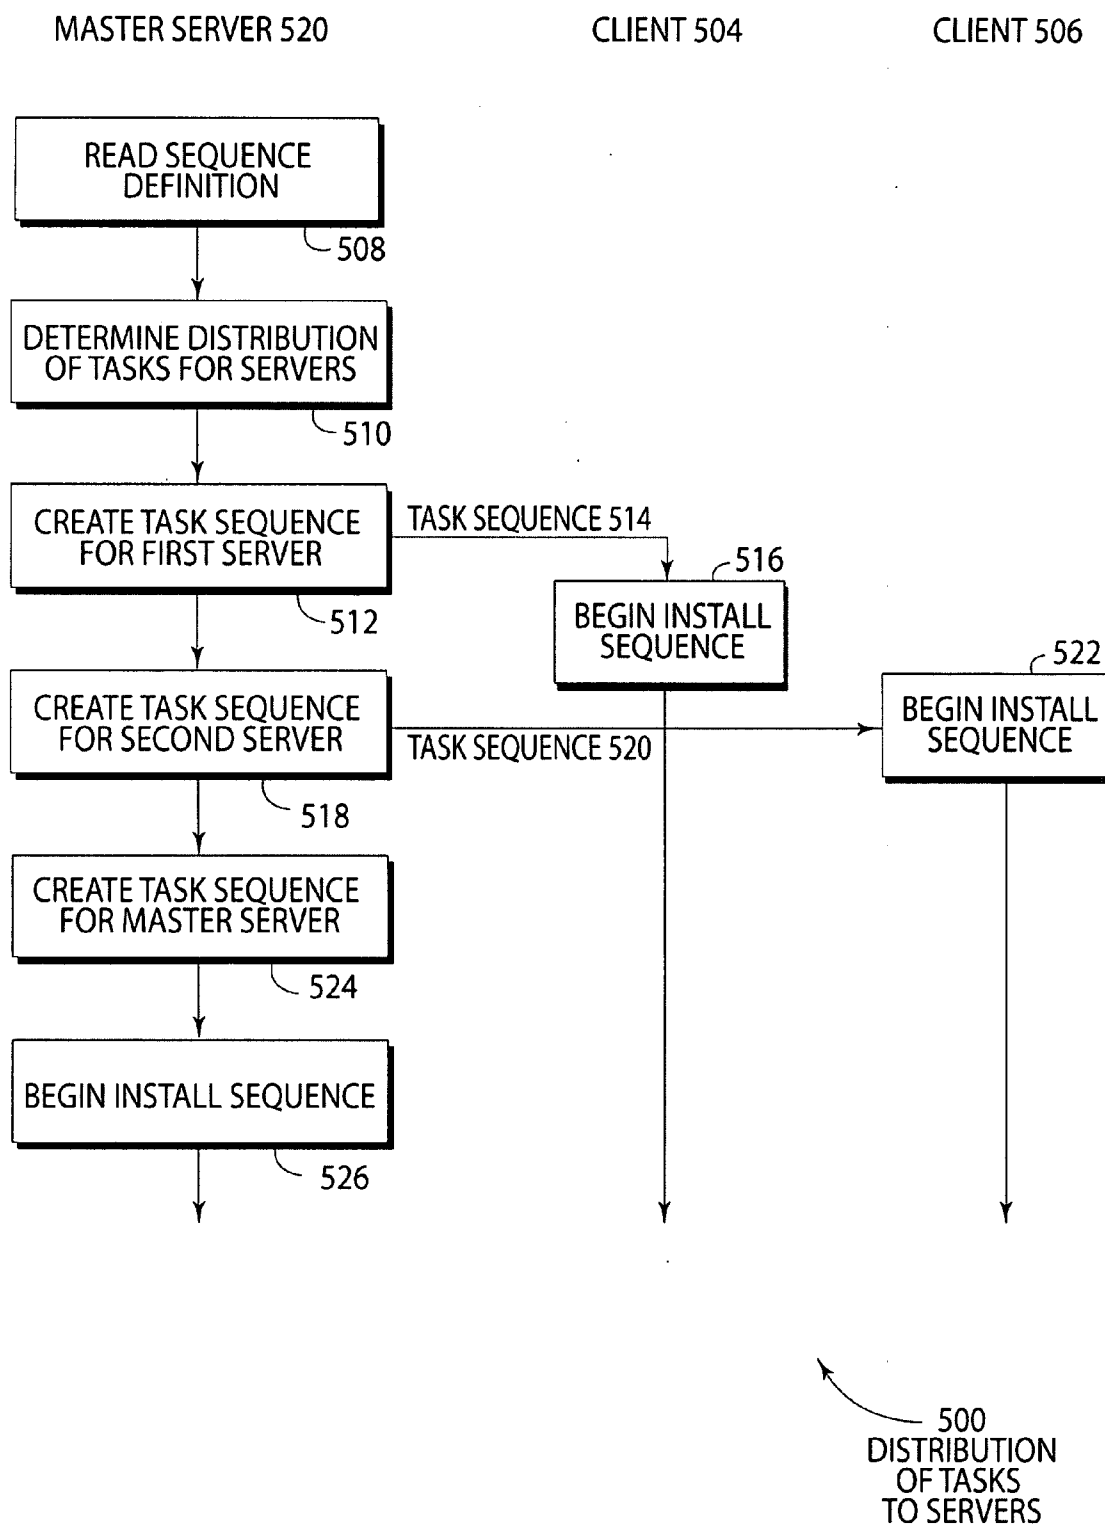 MASTER SERVER 520
CLIENT 504
CLIENT 506
READ SEQUENCE
DEFINITION
508
DETERMINE DISTRIBUTION
OF TASKS FOR SERVERS
510
CREATE TASK SEQUENCE
FOR FIRST SERVER
512
TASK SEQUENCE 514
516
BEGIN INSTALL
SEQUENCE
CREATE TASK SEQUENCE
FOR SECOND SERVER
518
TASK SEQUENCE 520
522
BEGIN INSTALL
SEQUENCE
CREATE TASK SEQUENCE
FOR MASTER SERVER
524
BEGIN INSTALL SEQUENCE
526
500
DISTRIBUTION
OF TASKS
TO SERVERS